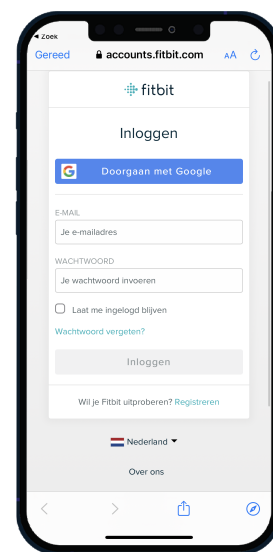 Zoek
Gereed accounts.fitbit.com AA
fitbit
Inloggen
Doorgaan met Google
E-MAIL
Je e-mailadres
WACHTWOORD
Je wachtwoord invoeren
Laat me ingelogd blijven
Wachtwoord vergeten?
Inloggen
Wil je Fitbit uitproberen? Registreren
Nederland
Over ons